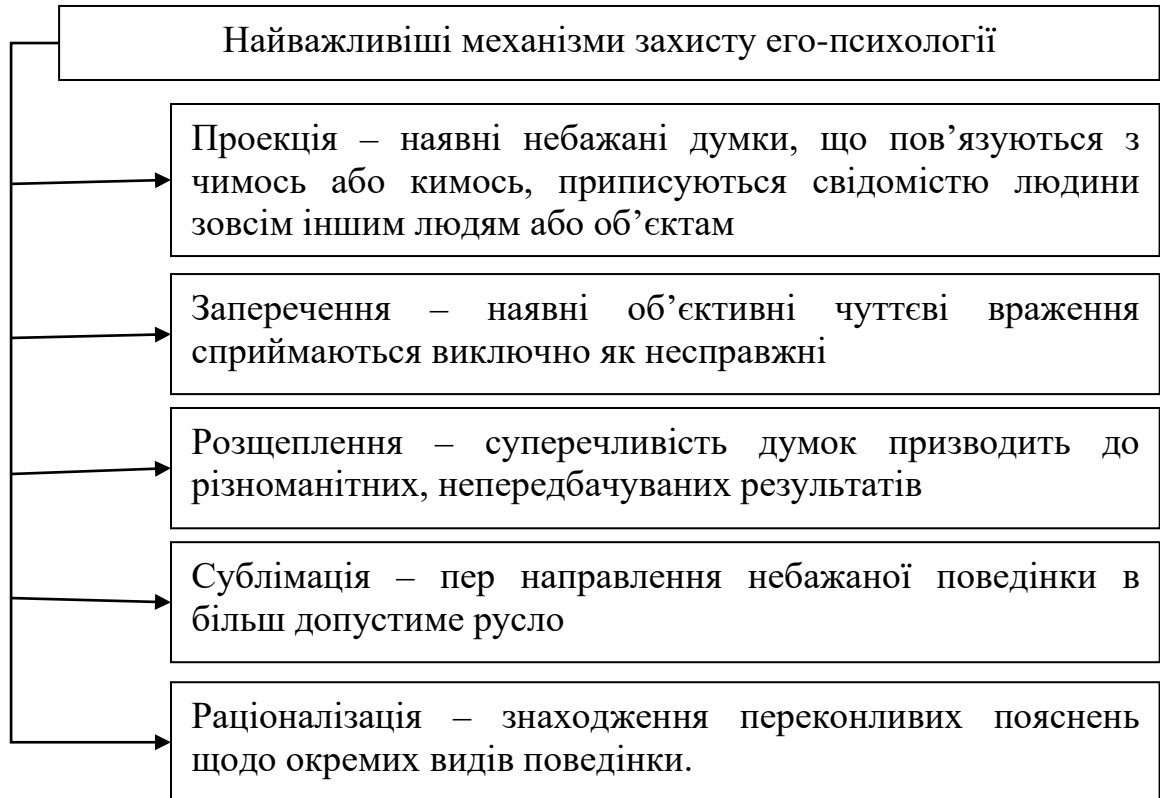 Найважливіші механізми захисту его-психології
Проекція – наявні небажані думки, що пов’язуються з
чимось або кимось, приписуються свідомістю людини
зовсім іншим людям або об’єктам
Заперечення – наявні об’єктивні чуттєві враження
сприймаються виключно як несправжні
Розщеплення – суперечливість думок призводить до
різноманітних, непередбачуваних результатів
Сублімація – пер направлення небажаної поведінки в
більш допустиме русло
Раціоналізація – знаходження переконливих пояснень
щодо окремих видів поведінки.